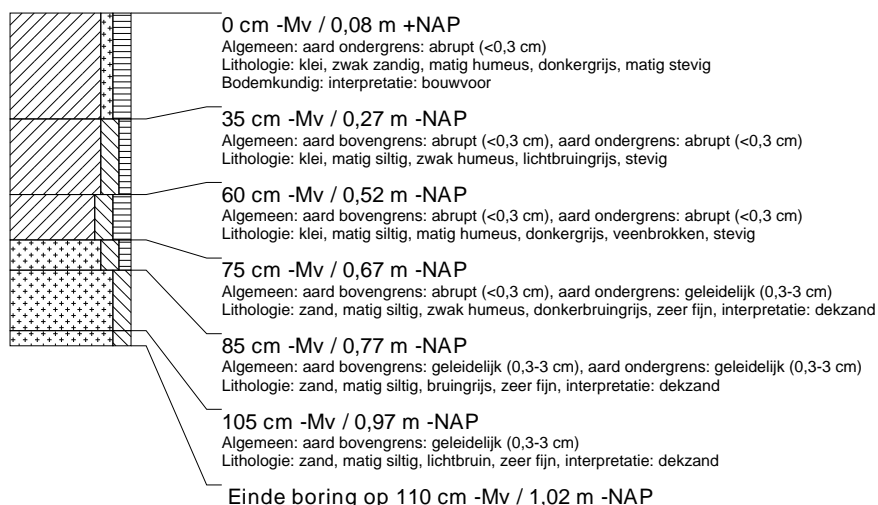 0 cm -Mv / 0,08 m +NAP
Algemeen: aard ondergrens: abrupt (<0,3 cm)
Lithologie: klei, zwak zandig, matig humeus, donkergrijs, matig stevig
Bodemkundig: interpretatie: bouwvoor
35 cm -Mv / 0,27 m -NAP
Algemeen: aard bovengrens: abrupt (<0,3 cm), aard ondergrens: abrupt (<0,3 cm)
Lithologie: klei, matig siltig, zwak humeus, lichtbruingrijs, stevig
60 cm -Mv / 0,52 m -NAP
Algemeen: aard bovengrens: abrupt (<0,3 cm), aard ondergrens: abrupt (<0,3 cm)
Lithologie: klei, matig siltig, matig humeus, donkergrijs, veenbrokken, stevig
75 cm -Mv / 0,67 m -NAP
Algemeen: aard bovengrens: abrupt (<0,3 cm), aard ondergrens: geleidelijk (0,3-3 cm)
Lithologie: zand, matig siltig, zwak humeus, donkerbruingrijs, zeer fijn, interpretatie: dekzand
85 cm -Mv / 0,77 m -NAP
Algemeen: aard bovengrens: geleidelijk (0,3-3 cm), aard ondergrens: geleidelijk (0,3-3 cm)
Lithologie: zand, matig siltig, bruingrijs, zeer fijn, interpretatie: dekzand
105 cm -Mv / 0,97 m -NAP
Algemeen: aard bovengrens: geleidelijk (0,3-3 cm)
Lithologie: zand, matig siltig, lichtbruin, zeer fijn, interpretatie: dekzand
Einde boring op 110 cm -Mv / 1,02 m -NAP